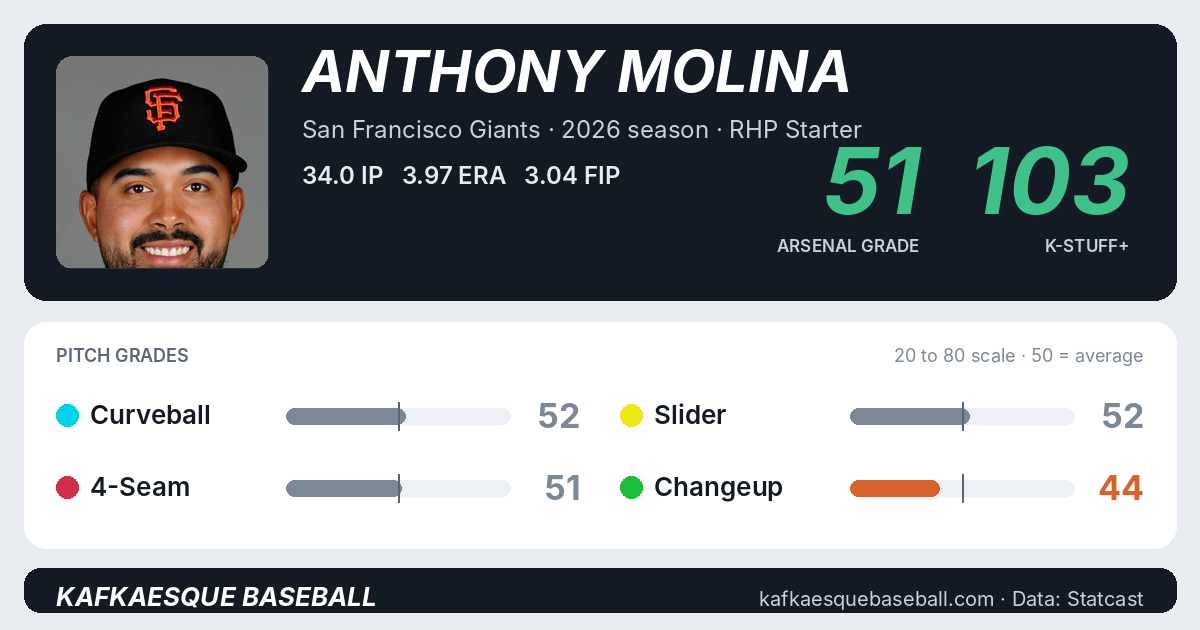 SF
ANTHONY MOLINA
San Francisco Giants · 2026 season · RHP Starter
34.0 IP 3.97 ERA 3.04 FIP
51 103
ARSENAL GRADE K-STUFF+
PITCH GRADES 20 to 80 scale · 50 = average
Curveball 52 Slider 52
4-Seam 51 Changeup 44
KAFKAESQUE BASEBALL kafkaesquebaseball.com · Data: Statcast